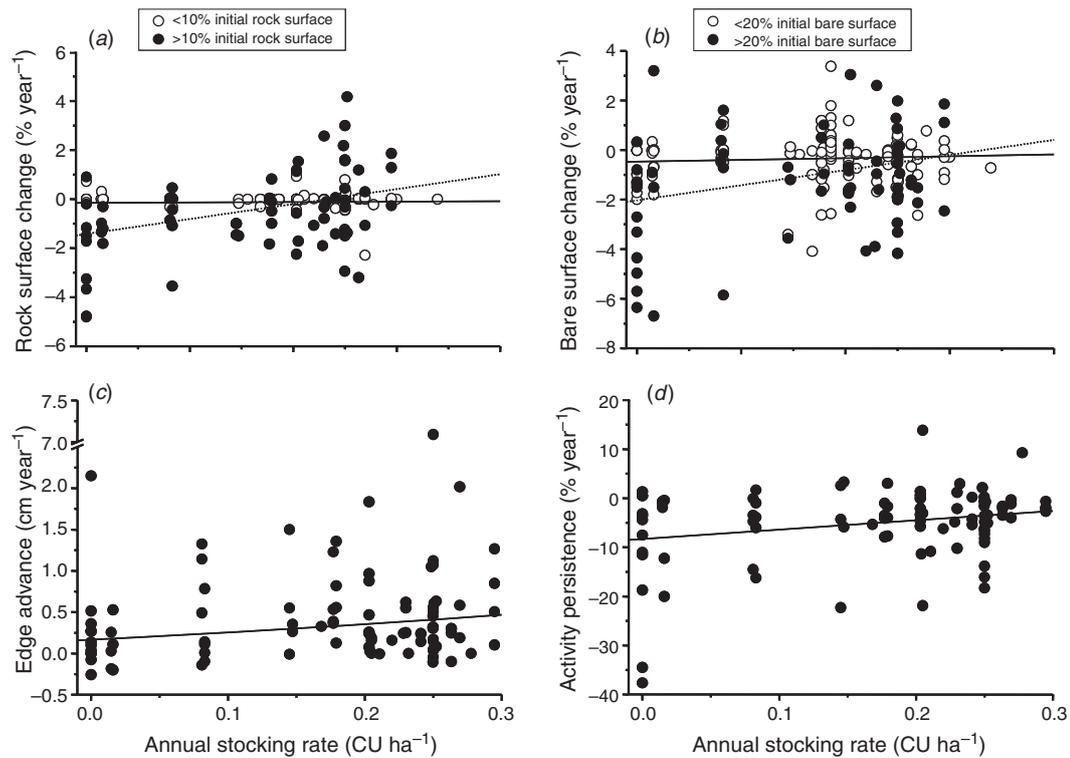 <10% initial rock surface
>10% initial rock surface
(a)
Rock surface change (% year–1)
6
4
2
0
–2
–4
–6
<20% initial bare surface
>20% initial bare surface
(b)
Bare surface change (% year–1)
4
2
0
–2
–4
–6
–8
(c)
Edge advance (cm year–1)
7.5
7.0
2.0
1.5
1.0
0.5
0.0
–0.5
0.0 0.1 0.2 0.3
Annual stocking rate (CU ha–1)
(d)
Activity persistence (% year–1)
20
10
0
–10
–20
–30
–40
0.0 0.1 0.2 0.3
Annual stocking rate (CU ha–1)